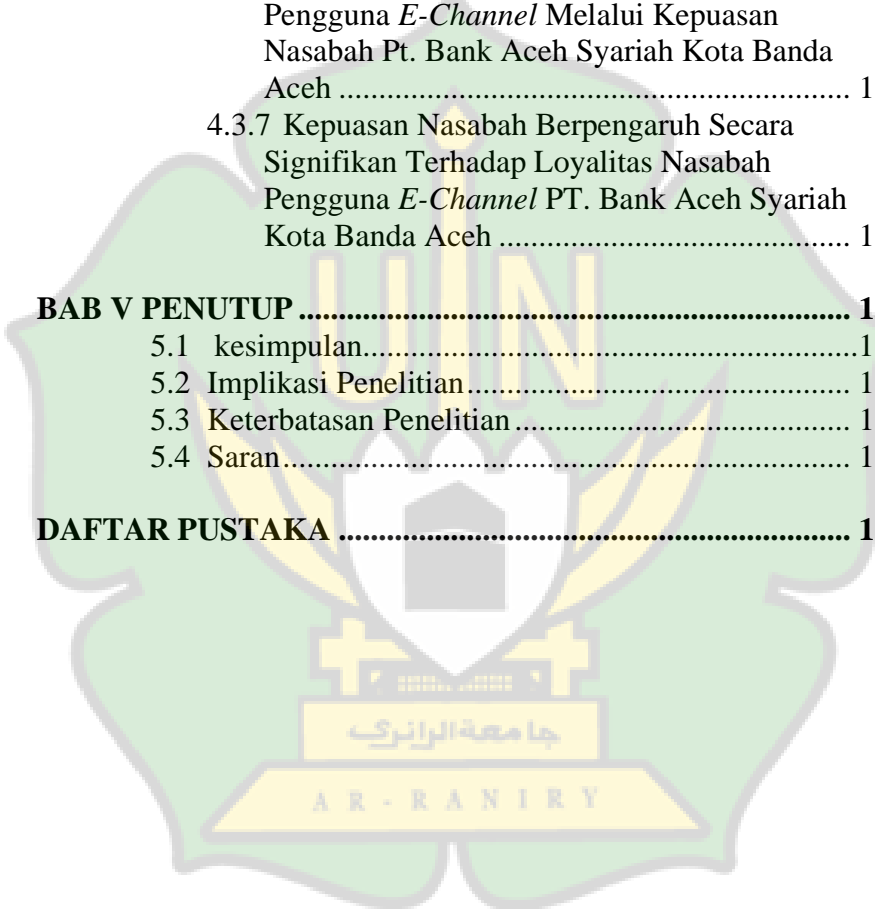 Pengguna E-Channel Melalui Kepuasan
Nasabah Pt. Bank Aceh Syariah Kota Banda
Aceh ................................................................ 1
4.3.7 Kepuasan Nasabah Berpengaruh Secara
Signifikan Terhadap Loyalitas Nasabah
Pengguna E-Channel PT. Bank Aceh Syariah
Kota Banda Aceh ............................................ 1
BAB V PENUTUP ..................................................................... 1
5.1 kesimpulan..............................................................1
5.2 Implikasi Penelitian................................................ 1
5.3 Keterbatasan Penelitian .......................................... 1
5.4 Saran....................................................................... 1
DAFTAR PUSTAKA ................................................................ 1
UIN
جامعة الرانري
AR-RANIRY